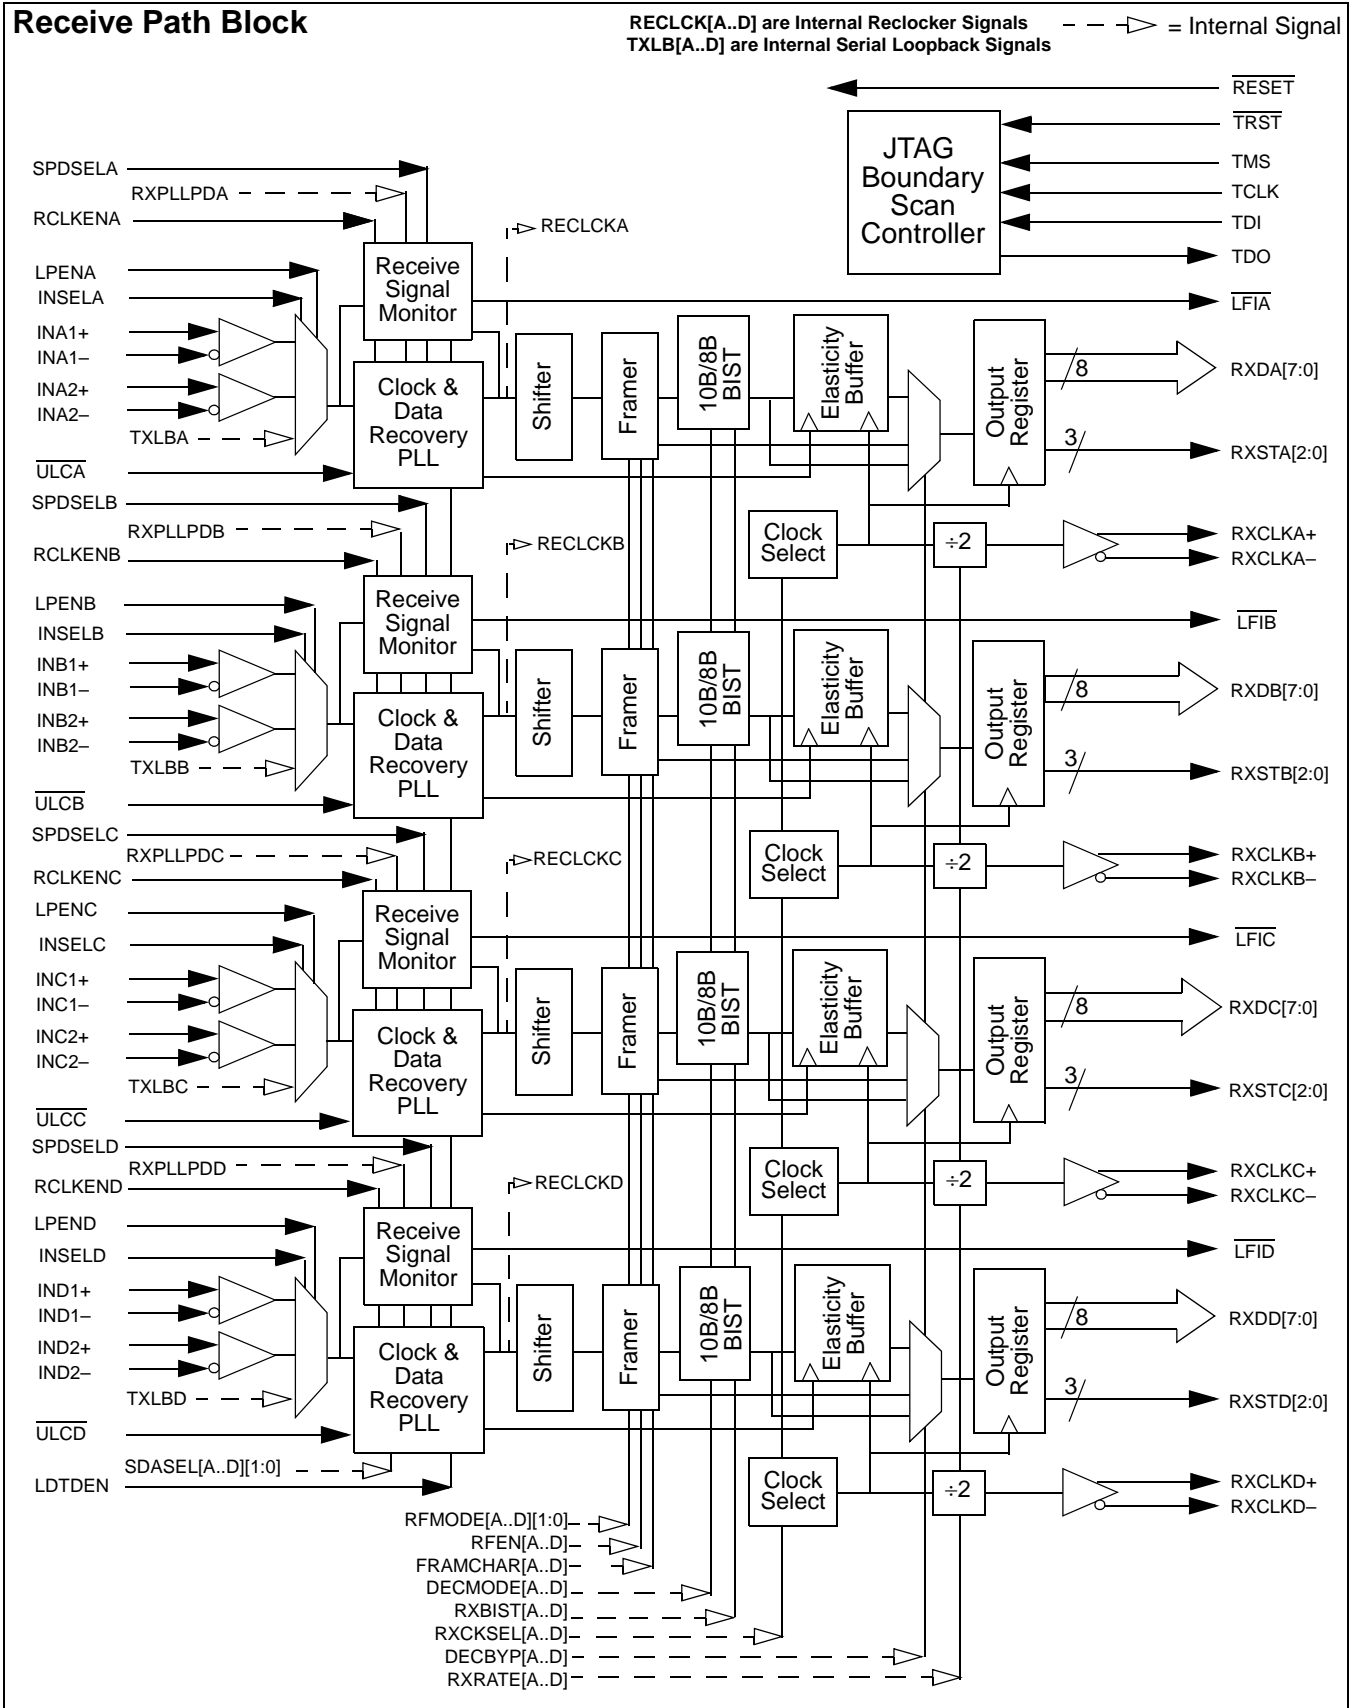 Receive Path Block
RECLCK[A..D] are Internal Reclocker Signals
TXLB[A..D] are Internal Serial Loopback Signals
= Internal Signal
RESET
TRST
TMS
TCLK
TDI
TDO
JTAG
Boundary
Scan
Controller
SPDSELA
RXPLLPDA
RCLKENA
LPENA
INSELA
INA1+
INA1–
INA2+
INA2–
TXLBA
ULCA
Receive
Signal
Monitor
Clock &
Data
Recovery
PLL
RECLCKA
Shifter
Framer
10B/8B
BIST
Elasticity
Buffer
Output
Register
Clock
Select
÷2
LFIA
8
RXDA[7:0]
3
RXSTA[2:0]
RXCLKA+
RXCLKA–
SPDSELB
RXPLLPDB
RCLKENB
LPENB
INSELB
INB1+
INB1–
INB2+
INB2–
TXLBB
ULCB
Receive
Signal
Monitor
Clock &
Data
Recovery
PLL
RECLCKB
Shifter
Framer
10B/8B
BIST
Elasticity
Buffer
Output
Register
Clock
Select
÷2
LFIB
8
RXDB[7:0]
3
RXSTB[2:0]
RXCLKB+
RXCLKB–
SPDSELC
RXPLLPDC
RCLKENC
LPENC
INSELC
INC1+
INC1–
INC2+
INC2–
TXLBC
ULCC
Receive
Signal
Monitor
Clock &
Data
Recovery
PLL
RECLCKC
Shifter
Framer
10B/8B
BIST
Elasticity
Buffer
Output
Register
Clock
Select
÷2
LFIC
8
RXDC[7:0]
3
RXSTC[2:0]
RXCLKC+
RXCLKC–
SPDSELD
RXPLLPDD
RCLKEND
LPEND
INSELD
IND1+
IND1–
IND2+
IND2–
TXLBD
ULCD
SDASEL[A..D][1:0]
LDTDEN
Receive
Signal
Monitor
Clock &
Data
Recovery
PLL
RECLCKD
Shifter
Framer
10B/8B
BIST
Elasticity
Buffer
Output
Register
Clock
Select
÷2
LFID
8
RXDD[7:0]
3
RXSTD[2:0]
RXCLKD+
RXCLKD–
RFMODE[A..D][1:0]
RFEN[A..D]
FRAMCHAR[A..D]
DECMODE[A..D]
RXBIST[A..D]
RXCKSEL[A..D]
DECBYP[A..D]
RXRATE[A..D]